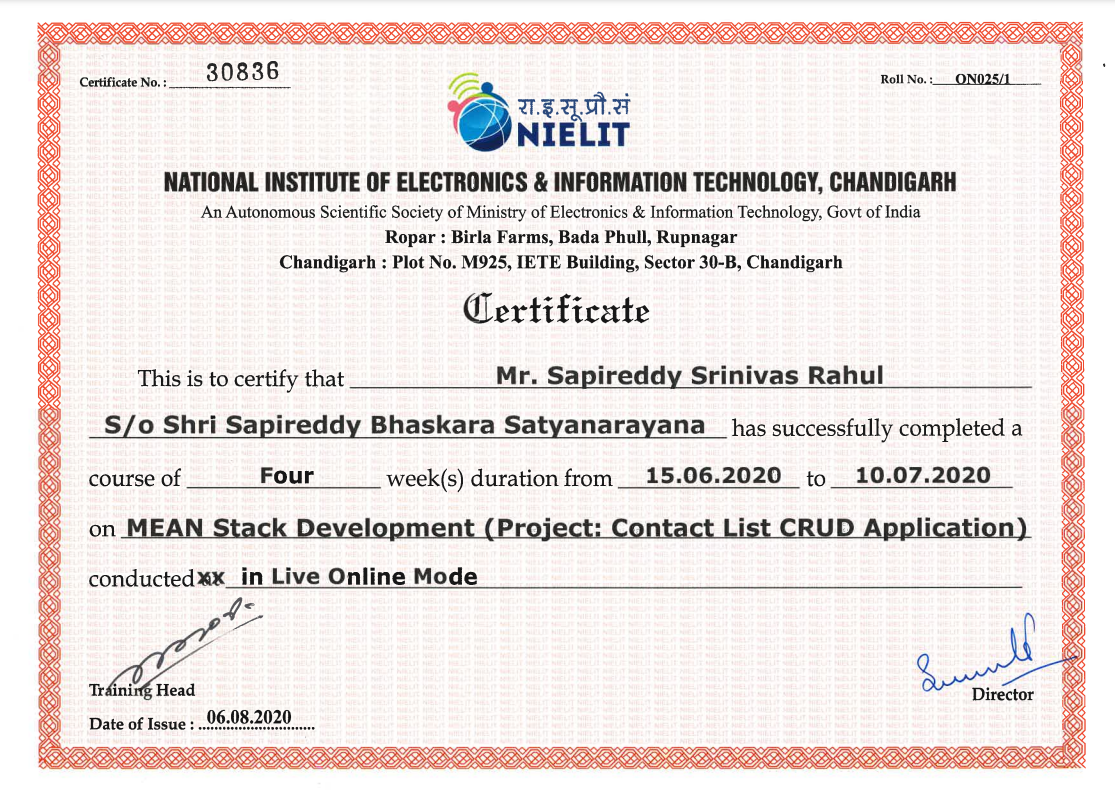 Certificate No. : 30836
Roll No. : ON025/1
रा.इ.सू.प्रौ.सं
NIELIT
NATIONAL INSTITUTE OF ELECTRONICS & INFORMATION TECHNOLOGY, CHANDIGARH
An Autonomous Scientific Society of Ministry of Electronics & Information Technology, Govt of India
Ropar : Birla Farms, Bada Phull, Rupnagar
Chandigarh : Plot No. M925, IETE Building, Sector 30-B, Chandigarh
Certificate
This is to certify that Mr. Sapireddy Srinivas Rahul
S/o Shri Sapireddy Bhaskara Satyanarayana has successfully completed a
course of Four week(s) duration from 15.06.2020 to 10.07.2020
on MEAN Stack Development (Project: Contact List CRUD Application)
conducted xx in Live Online Mode
Training Head
Director
Date of Issue : 06.08.2020